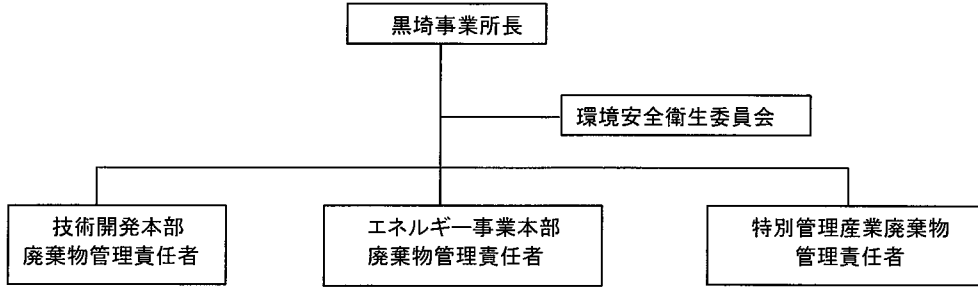 黒埼事業所長
環境安全衛生委員会
技術開発本部
廃棄物管理責任者
エネルギー事業本部
廃棄物管理責任者
特別管理産業廃棄物
管理責任者